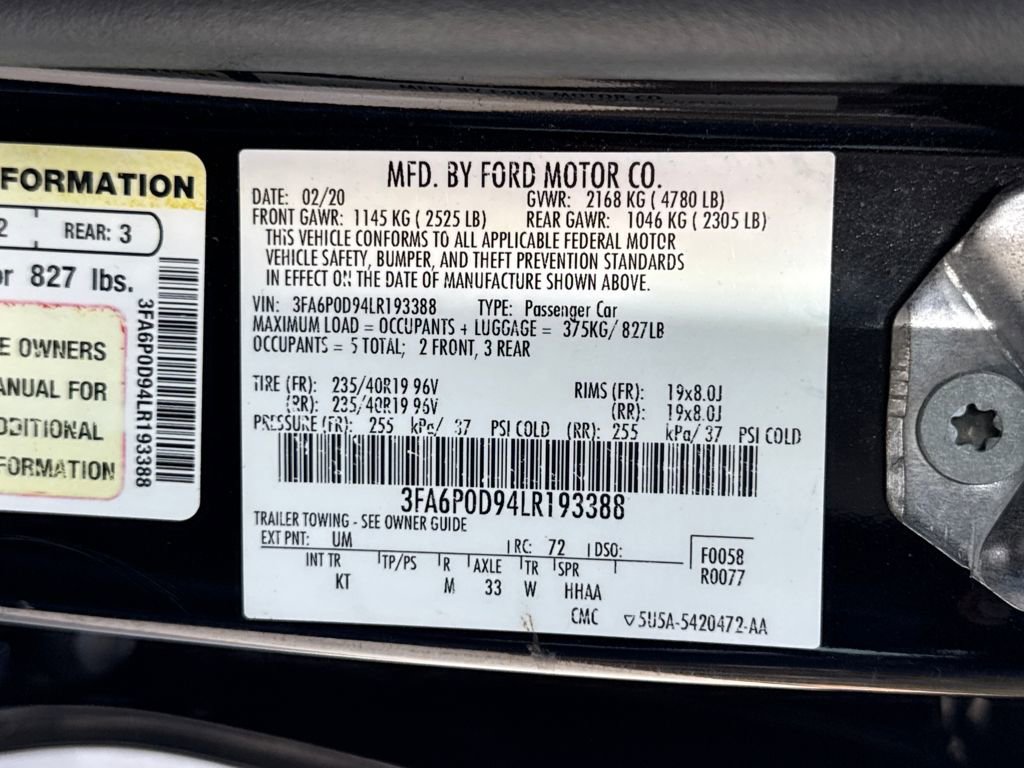 FORMATION
2 REAR: 3
or 827 lbs.
E OWNERS
ANUAL FOR
DDITIONAL
FORMATION
3FA6P0D94LR193388
MFD. BY FORD MOTOR CO.
DATE: 02/20 GVWR: 2168 KG ( 4780 LB)
FRONT GAWR: 1145 KG ( 2525 LB) REAR GAWR: 1046 KG ( 2305 LB)
THIS VEHICLE CONFORMS TO ALL APPLICABLE FEDERAL MOTOR
VEHICLE SAFETY, BUMPER, AND THEFT PREVENTION STANDARDS
IN EFFECT ON THE DATE OF MANUFACTURE SHOWN ABOVE.
VIN: 3FA6P0D94LR193388 TYPE: Passenger Car
MAXIMUM LOAD = OCCUPANTS + LUGGAGE = 375KG/ 827LB
OCCUPANTS = 5 TOTAL; 2 FRONT, 3 REAR
TIRE (FR): 235/40R19 96V RIMS (FR): 19x8.0J
(RR): 235/40R19 96V (RR): 19x8.0J
PRESSURE (FR): 255 kPa/ 37 PSI COLD (RR): 255 kPa/ 37 PSI COLD
3FA6P0D94LR193388
TRAILER TOWING - SEE OWNER GUIDE
EXT PNT: UM RC: 72 DSO: F0058
INT TR TP/PS R AXLE TR SPR R0077
KT M 33 W HHAA
CMC ▽5U5A-5420472-AA